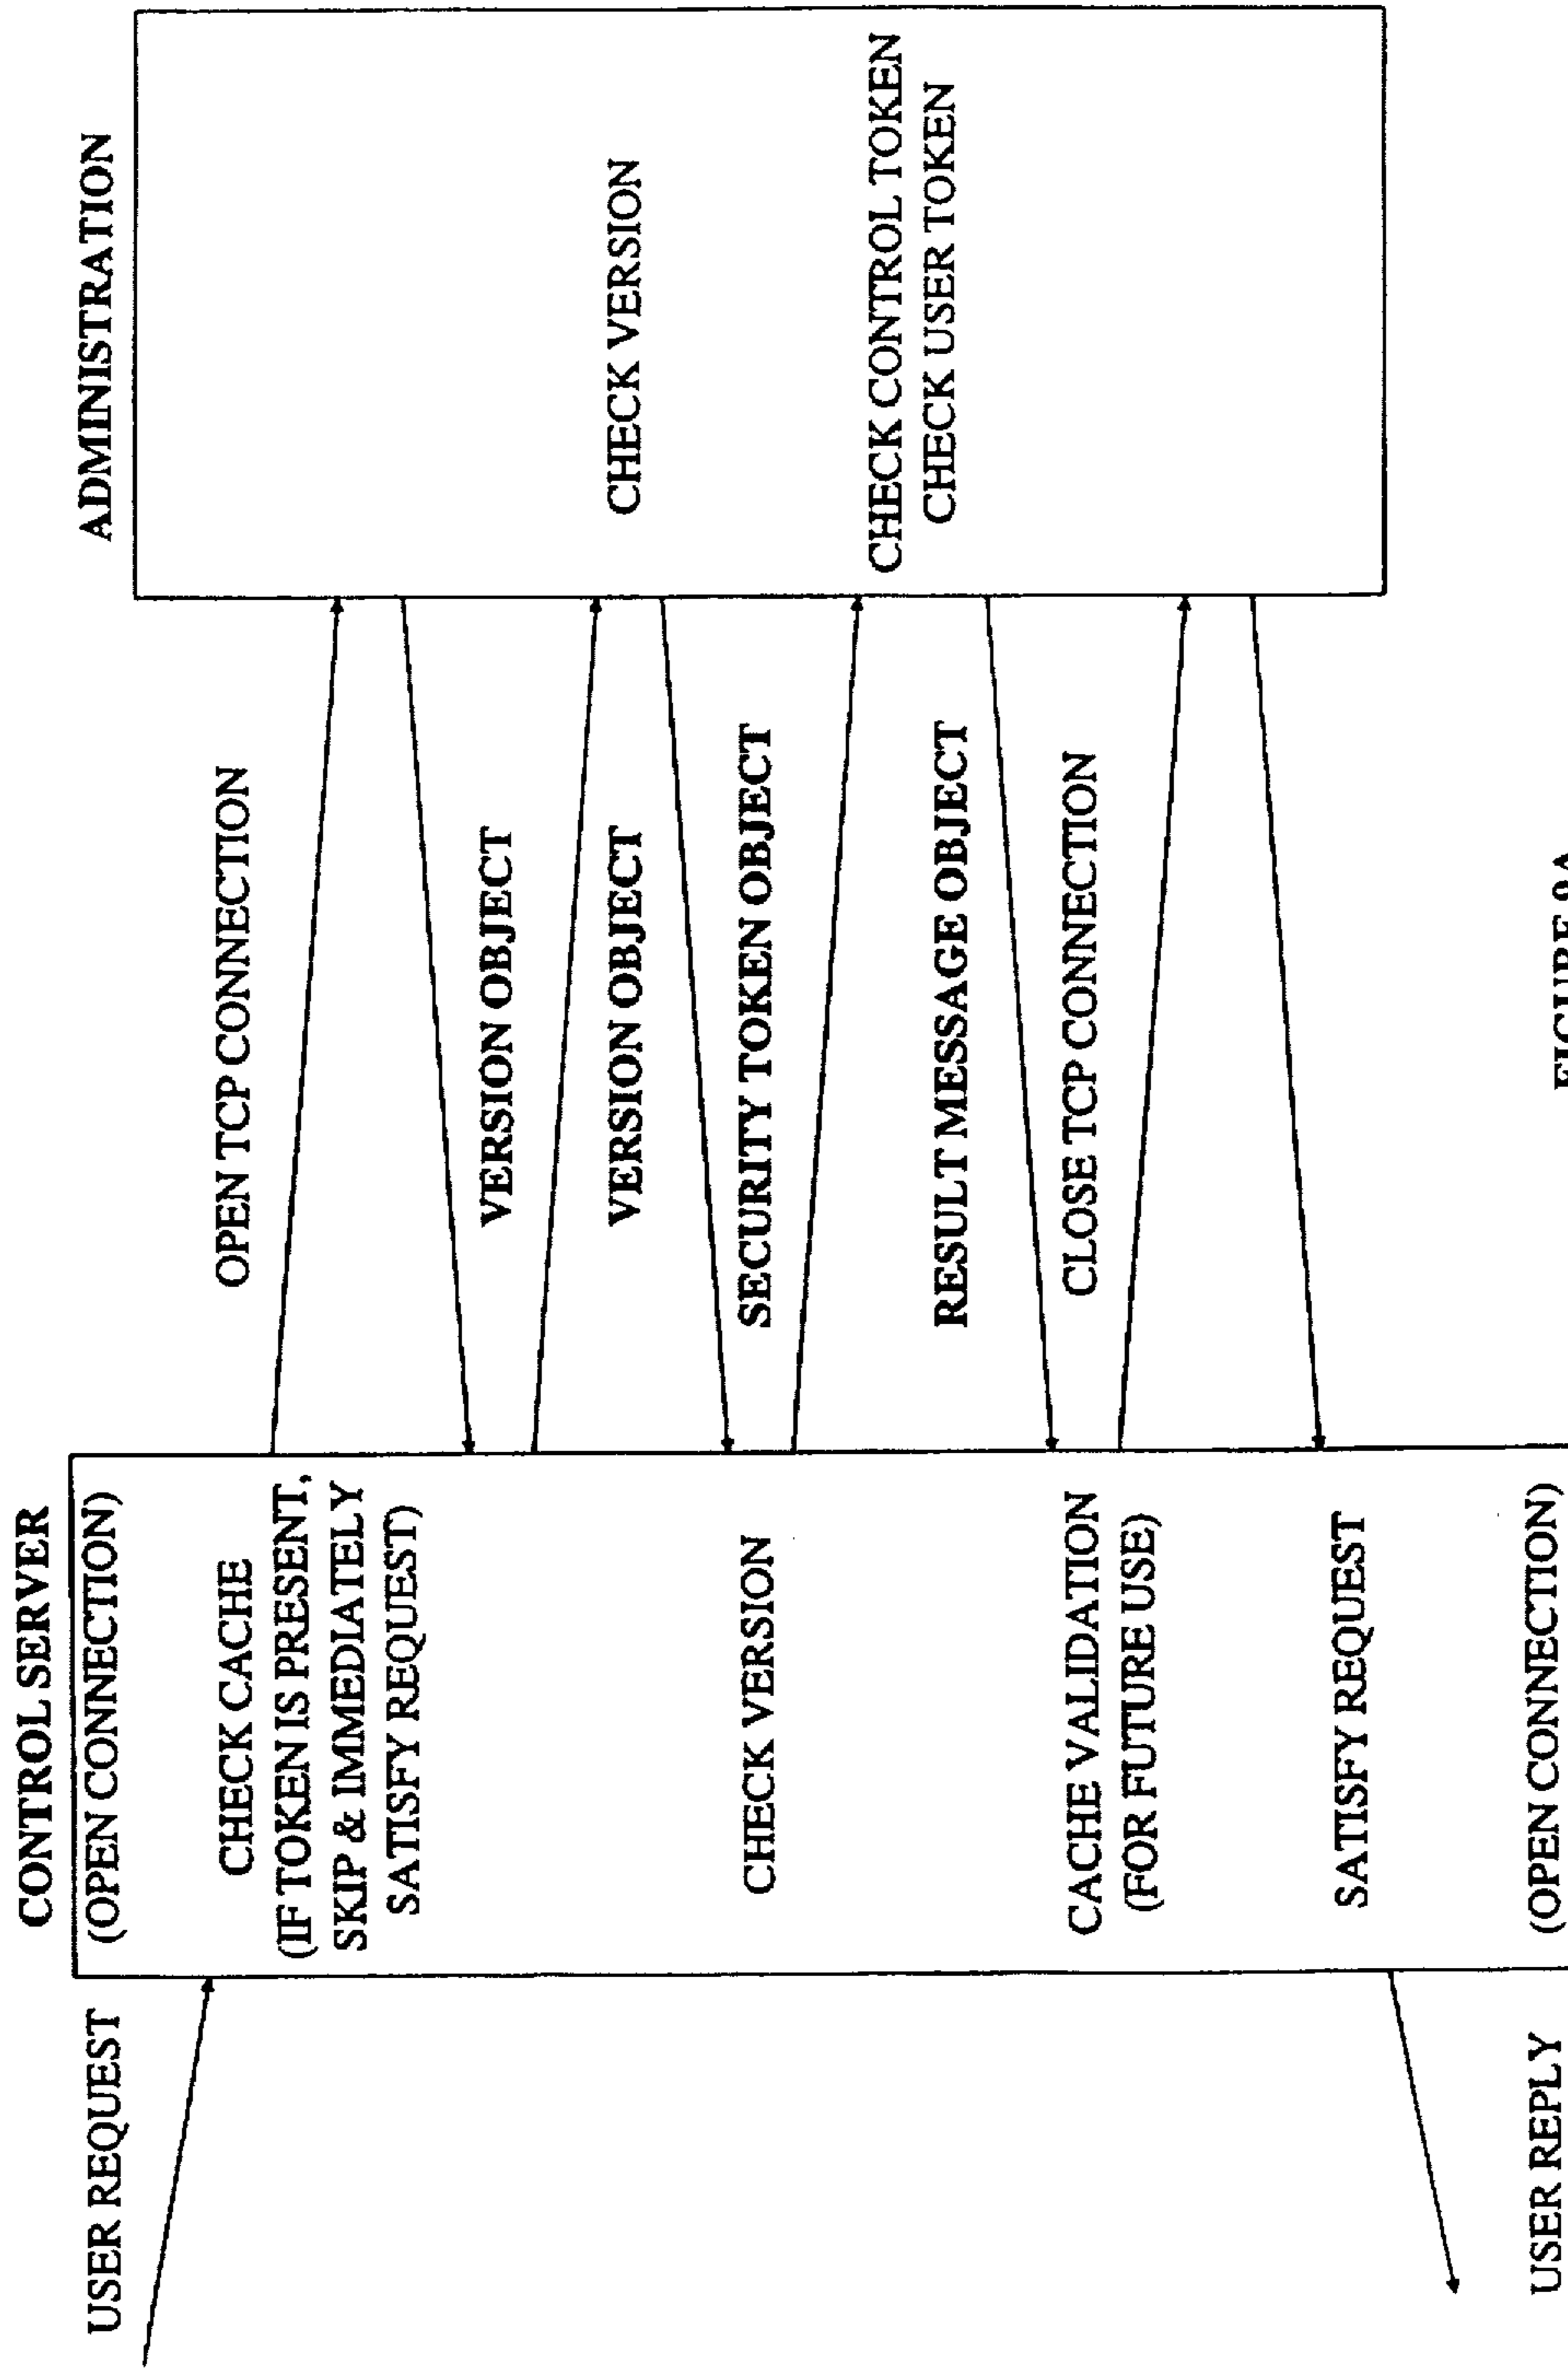 CONTROL SERVER
ADMINISTRATION
USER REQUEST
(OPEN CONNECTION)
CHECK CACHE
(IF TOKEN IS PRESENT,
SKIP & IMMEDIATELY
SATISFY REQUEST)
OPEN TCP CONNECTION
VERSION OBJECT
VERSION OBJECT
CHECK VERSION
CHECK VERSION
SECURITY TOKEN OBJECT
CHECK CONTROL TOKEN
CHECK USER TOKEN
RESULT MESSAGE OBJECT
CACHE VALIDATION
(FOR FUTURE USE)
CLOSE TCP CONNECTION
SATISFY REQUEST
USER REPLY
(OPEN CONNECTION)
FIGURE 9A